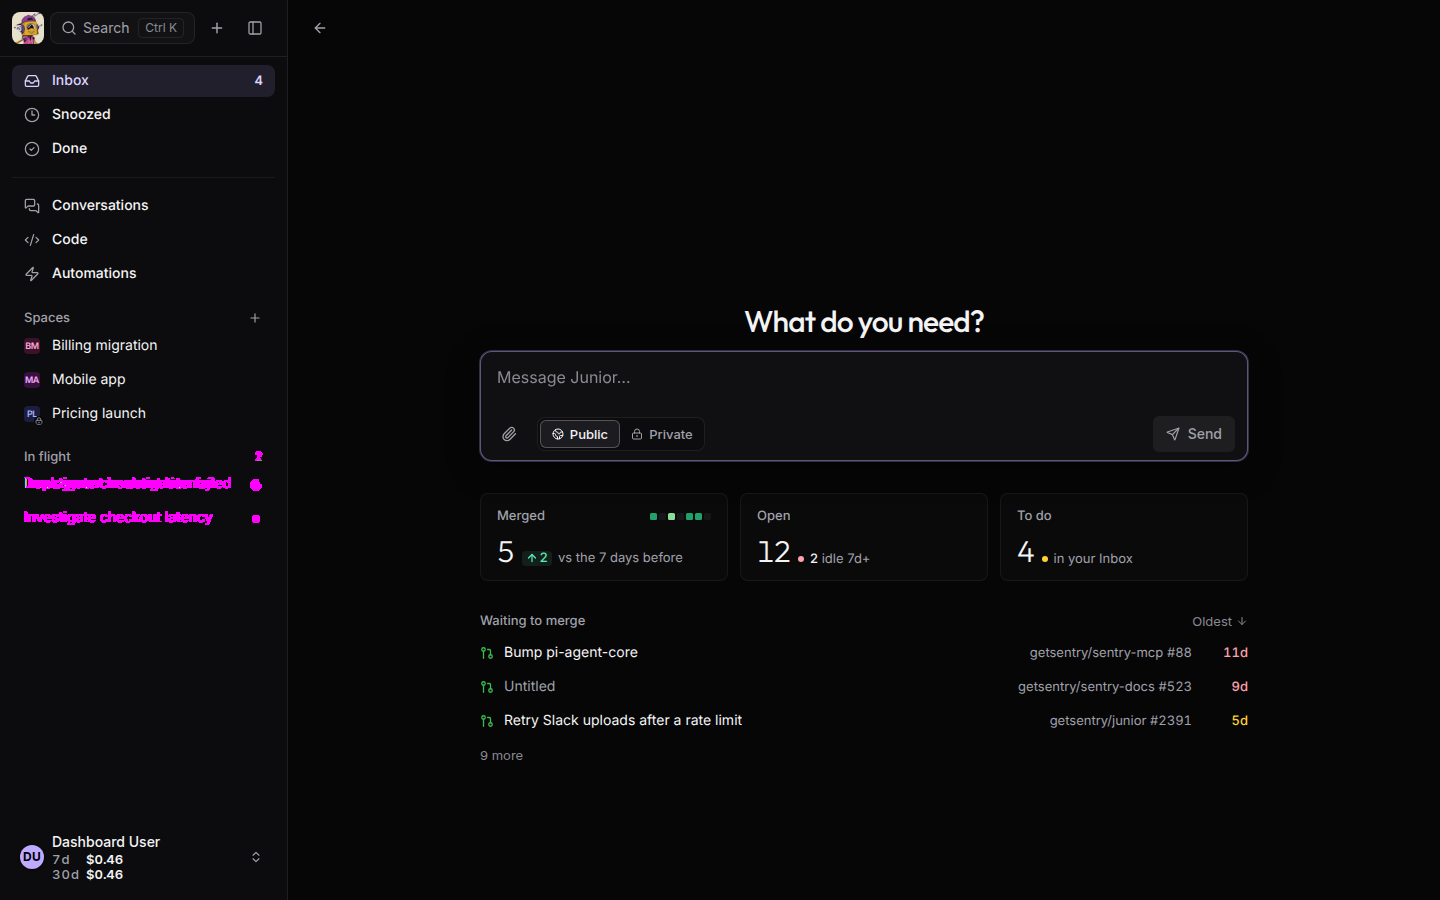 Search Ctrl K
Inbox 4
Snoozed
Done
Conversations
Code
Automations
Spaces
BM Billing migration
MA Mobile app
PL Pricing launch
In flight
Investigate checkout latency
DU Dashboard User
7d $0.46
30d $0.46
What do you need?
Message Junior...
Public Private Send
Merged
5 2 vs the 7 days before
Open
12 2 idle 7d+
To do
4 in your Inbox
Waiting to merge Oldest
Bump pi-agent-core getsentry/sentry-mcp #88 11d
Untitled getsentry/sentry-docs #523 9d
Retry Slack uploads after a rate limit getsentry/junior #2391 5d
9 more